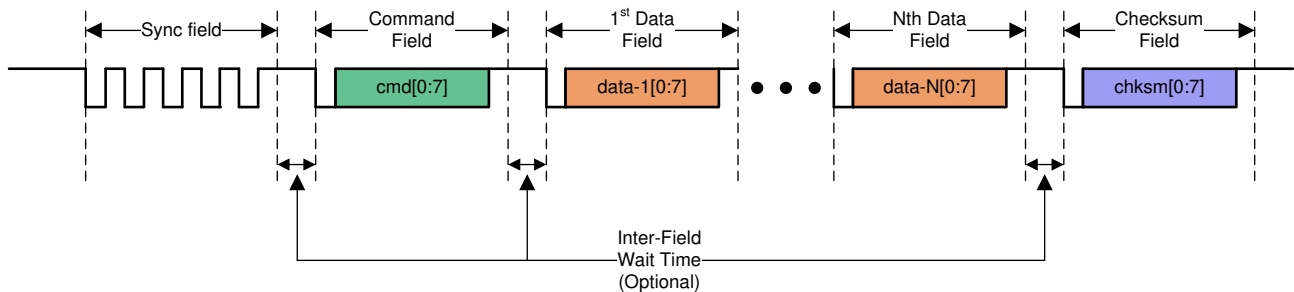 Sync field
Command
Field
1st Data
Field
Nth Data
Field
Checksum
Field
cmd[0:7]
data-1[0:7]
data-N[0:7]
chksm[0:7]
Inter-Field
Wait Time
(Optional)